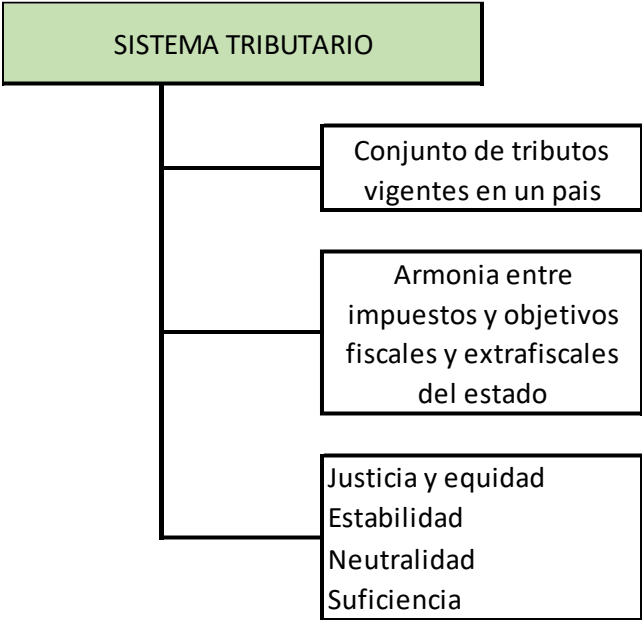 SISTEMA TRIBUTARIO
Conjunto de tributos
vigentes en un pais
Armonia entre
impuestos y objetivos
fiscales y extrafiscales
del estado
Justicia y equidad
Estabilidad
Neutralidad
Suficiencia